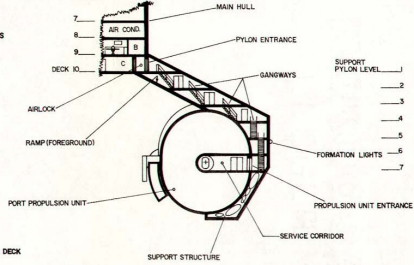 MAIN HULL
7
S
AIR COND.
8
PYLON ENTRANCE
B
9
SUPPORT
PYLON LEVEL 1
GANGWAYS
DECK 10
C
2
AIRLOCK
3
4
RAMP (FOREGROUND)
5
FORMATION LIGHTS
6
7
PORT PROPULSION UNIT
PROPULSION UNIT ENTRANCE
SERVICE CORRIDOR
DECK
SUPPORT STRUCTURE